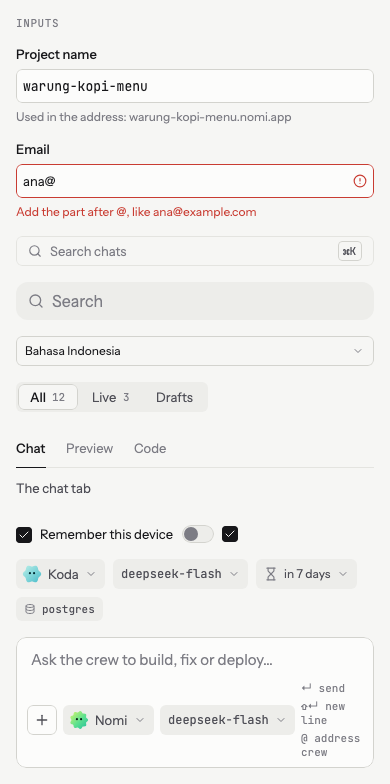 INPUTS
Project name
warung-kopi-menu
Used in the address: warung-kopi-menu.nomi.app
Email
ana@
Add the part after @, like ana@example.com
Search chats ⌘K
Search
Bahasa Indonesia
All 12 Live 3 Drafts
Chat Preview Code
The chat tab
Remember this device
Koda deepseek-flash in 7 days
postgres
Ask the crew to build, fix or deploy…
↵ send
⇧↵ new
line
@ address
crew
+ Nomi deepseek-flash